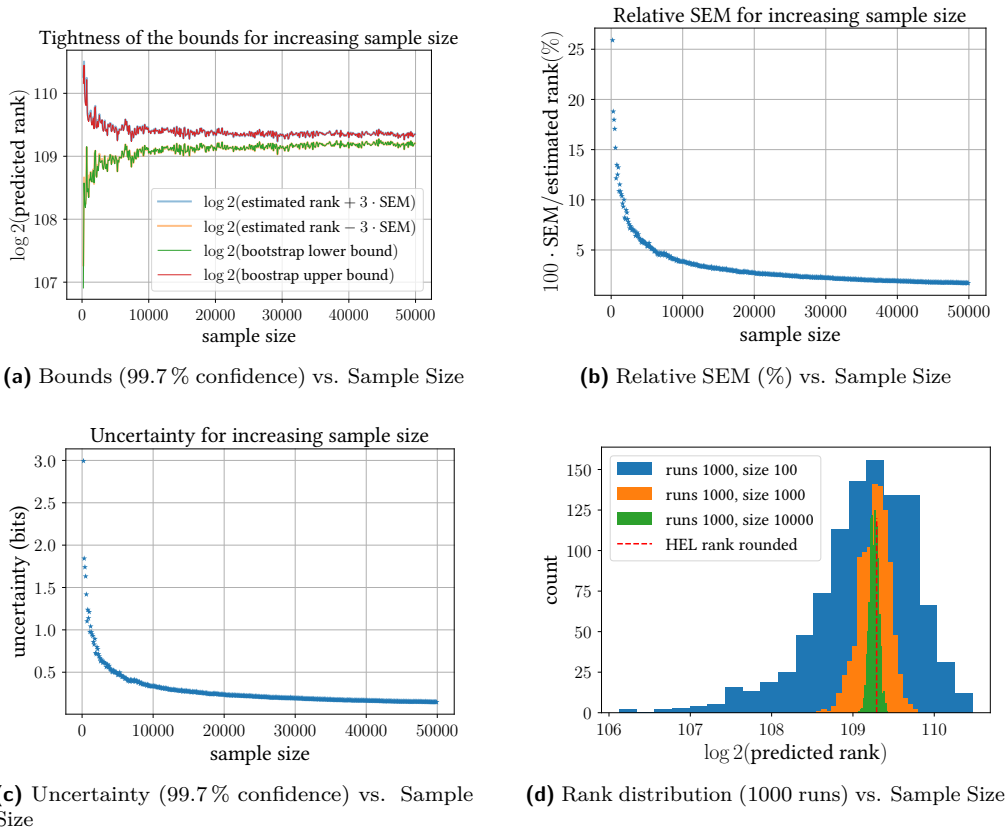 Tightness of the bounds for increasing sample size
log 2(predicted rank)
110
109
108
107
log 2(estimated rank + 3 · SEM)
log 2(estimated rank − 3 · SEM)
log 2(bootstrap lower bound)
log 2(boostrap upper bound)
0 10000 20000 30000 40000 50000
sample size
(a) Bounds (99.7 % confidence) vs. Sample Size
Relative SEM for increasing sample size
100 · SEM/estimated rank(%)
25
20
15
10
5
0 10000 20000 30000 40000 50000
sample size
(b) Relative SEM (%) vs. Sample Size
Uncertainty for increasing sample size
uncertainty (bits)
3.0
2.5
2.0
1.5
1.0
0.5
0 10000 20000 30000 40000 50000
sample size
(c) Uncertainty (99.7 % confidence) vs. Sample
Size
count
150
125
100
75
50
25
0
runs 1000, size 100
runs 1000, size 1000
runs 1000, size 10000
HEL rank rounded
106 107 108 109 110
log 2(predicted rank)
(d) Rank distribution (1000 runs) vs. Sample Size